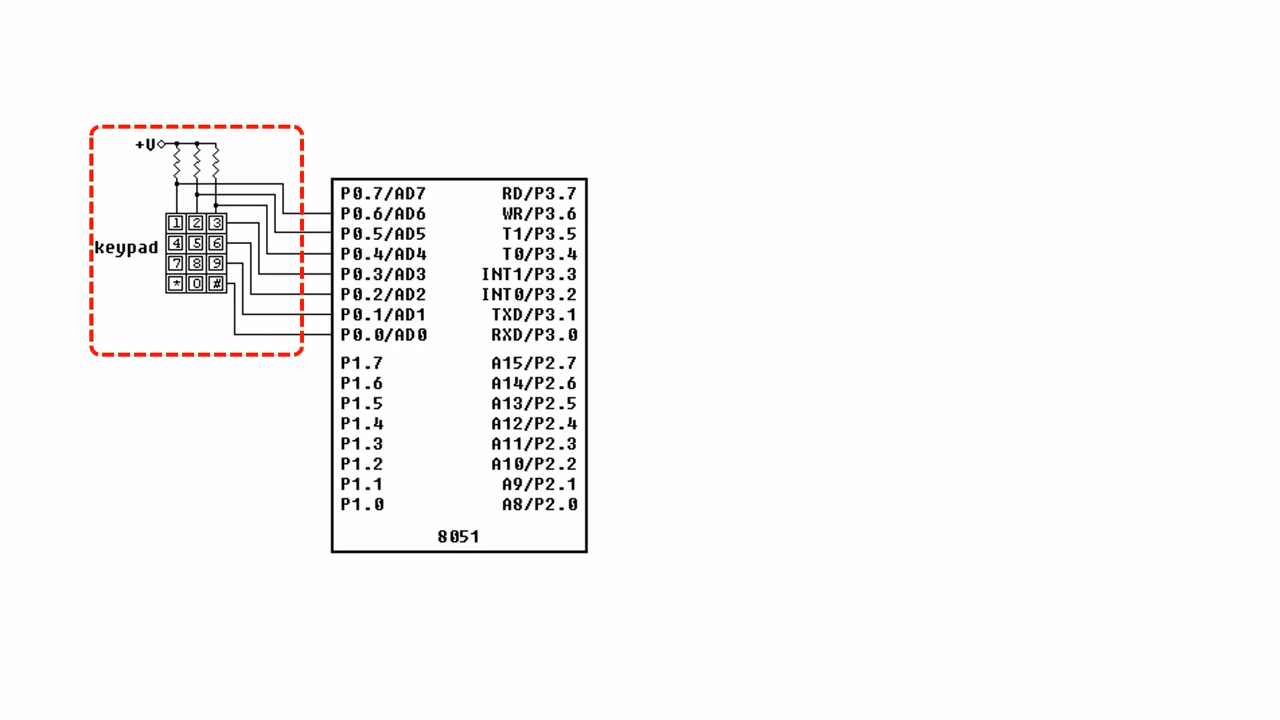 +V
1 2 3
4 5 6
keypad
7 8 9
* 0 #
P0.7/AD7 RD/P3.7
P0.6/AD6 WR/P3.6
P0.5/AD5 T1/P3.5
P0.4/AD4 T0/P3.4
P0.3/AD3 INT1/P3.3
P0.2/AD2 INT0/P3.2
P0.1/AD1 TXD/P3.1
P0.0/AD0 RXD/P3.0
P1.7 A15/P2.7
P1.6 A14/P2.6
P1.5 A13/P2.5
P1.4 A12/P2.4
P1.3 A11/P2.3
P1.2 A10/P2.2
P1.1 A9/P2.1
P1.0 A8/P2.0
8051